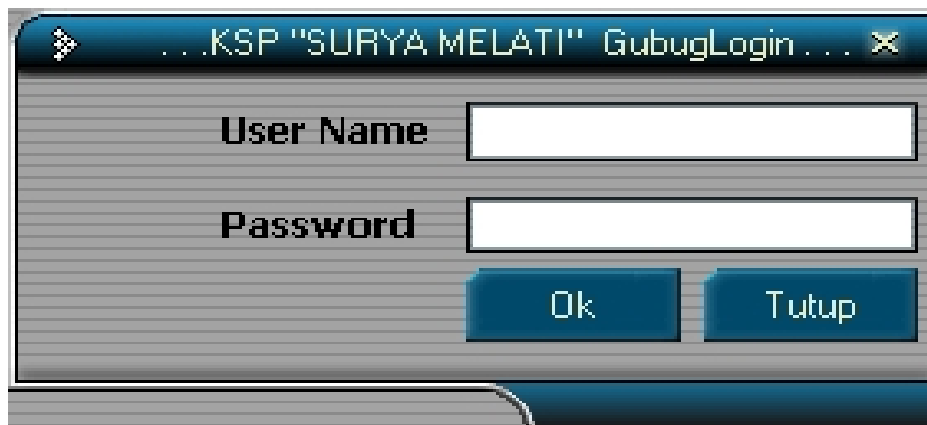 . . .KSP "SURYA MELATI" GubugLogin . . .
User Name
Password
Ok Tutup